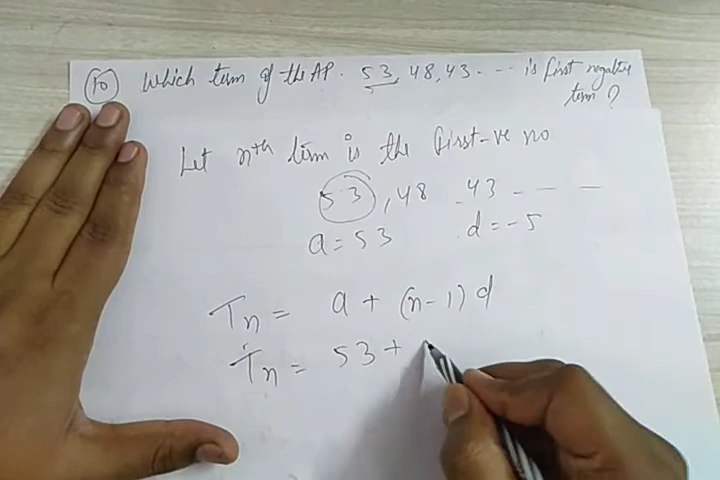 10 Which term of the AP. 53, 48, 43 - - - is first negative
term ?
Let nth term is the first -ve no
53, 48 43 - - -
a = 53 d = -5
Tn = a + (n-1) d
Tn = 53 +